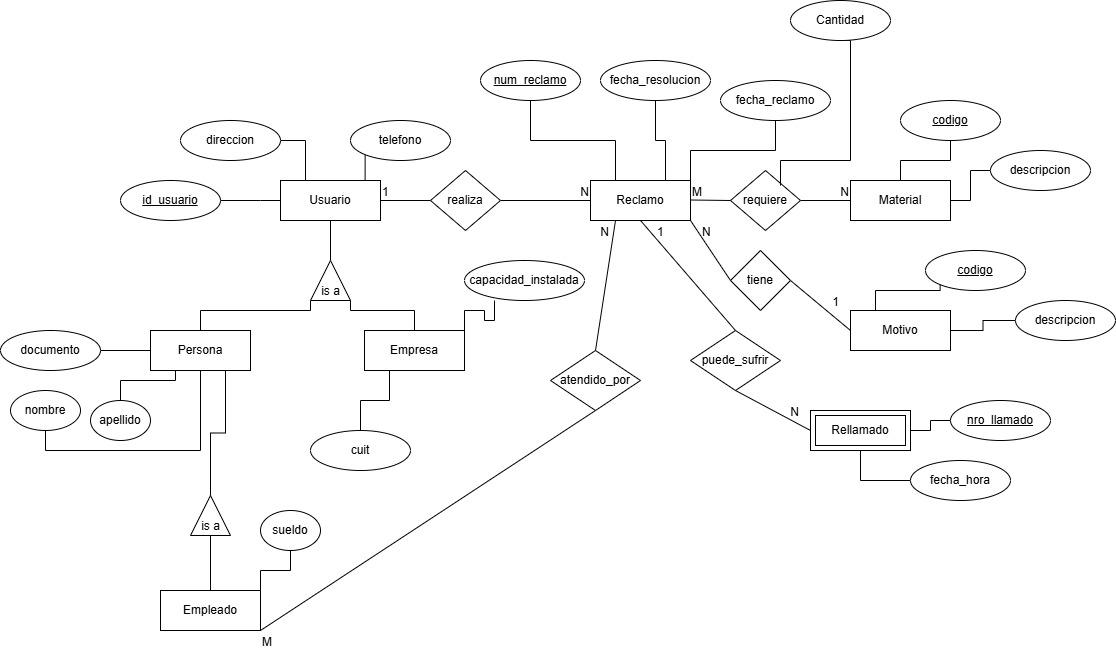 Cantidad
num_reclamo
fecha_resolucion
fecha_reclamo
codigo
direccion
telefono
descripcion
id_usuario
Usuario
1
realiza
N
Reclamo
M
requiere
N
Material
N
1
N
is a
capacidad_instalada
tiene
codigo
1
documento
Persona
Empresa
Motivo
descripcion
puede_sufrir
atendido_por
nombre
apellido
N
Rellamado
nro_llamado
cuit
fecha_hora
is a
sueldo
Empleado
M